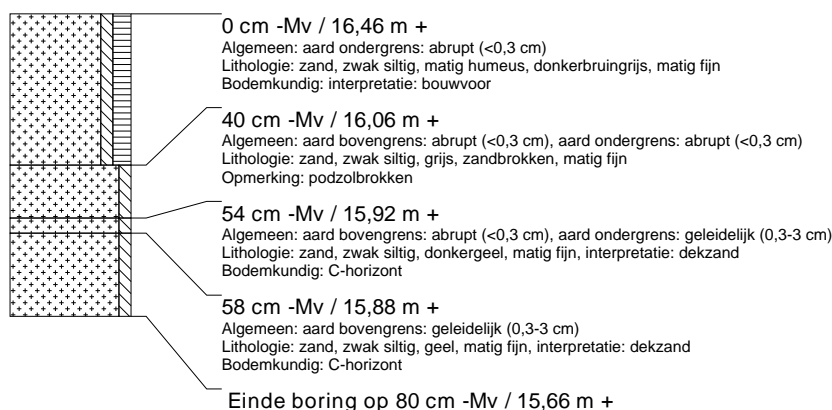 0 cm -Mv / 16,46 m +
Algemeen: aard ondergrens: abrupt (<0,3 cm)
Lithologie: zand, zwak siltig, matig humeus, donkerbruingrijs, matig fijn
Bodemkundig: interpretatie: bouwvoor
40 cm -Mv / 16,06 m +
Algemeen: aard bovengrens: abrupt (<0,3 cm), aard ondergrens: abrupt (<0,3 cm)
Lithologie: zand, zwak siltig, grijs, zandbrokken, matig fijn
Opmerking: podzolbrokken
54 cm -Mv / 15,92 m +
Algemeen: aard bovengrens: abrupt (<0,3 cm), aard ondergrens: geleidelijk (0,3-3 cm)
Lithologie: zand, zwak siltig, donkergeel, matig fijn, interpretatie: dekzand
Bodemkundig: C-horizont
58 cm -Mv / 15,88 m +
Algemeen: aard bovengrens: geleidelijk (0,3-3 cm)
Lithologie: zand, zwak siltig, geel, matig fijn, interpretatie: dekzand
Bodemkundig: C-horizont
Einde boring op 80 cm -Mv / 15,66 m +